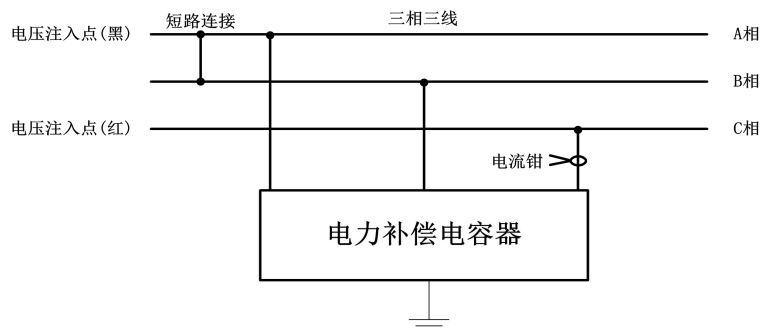 短路连接
三相三线
电压注入点(黑)
A相
B相
电压注入点(红)
C相
电流钳
电力补偿电容器